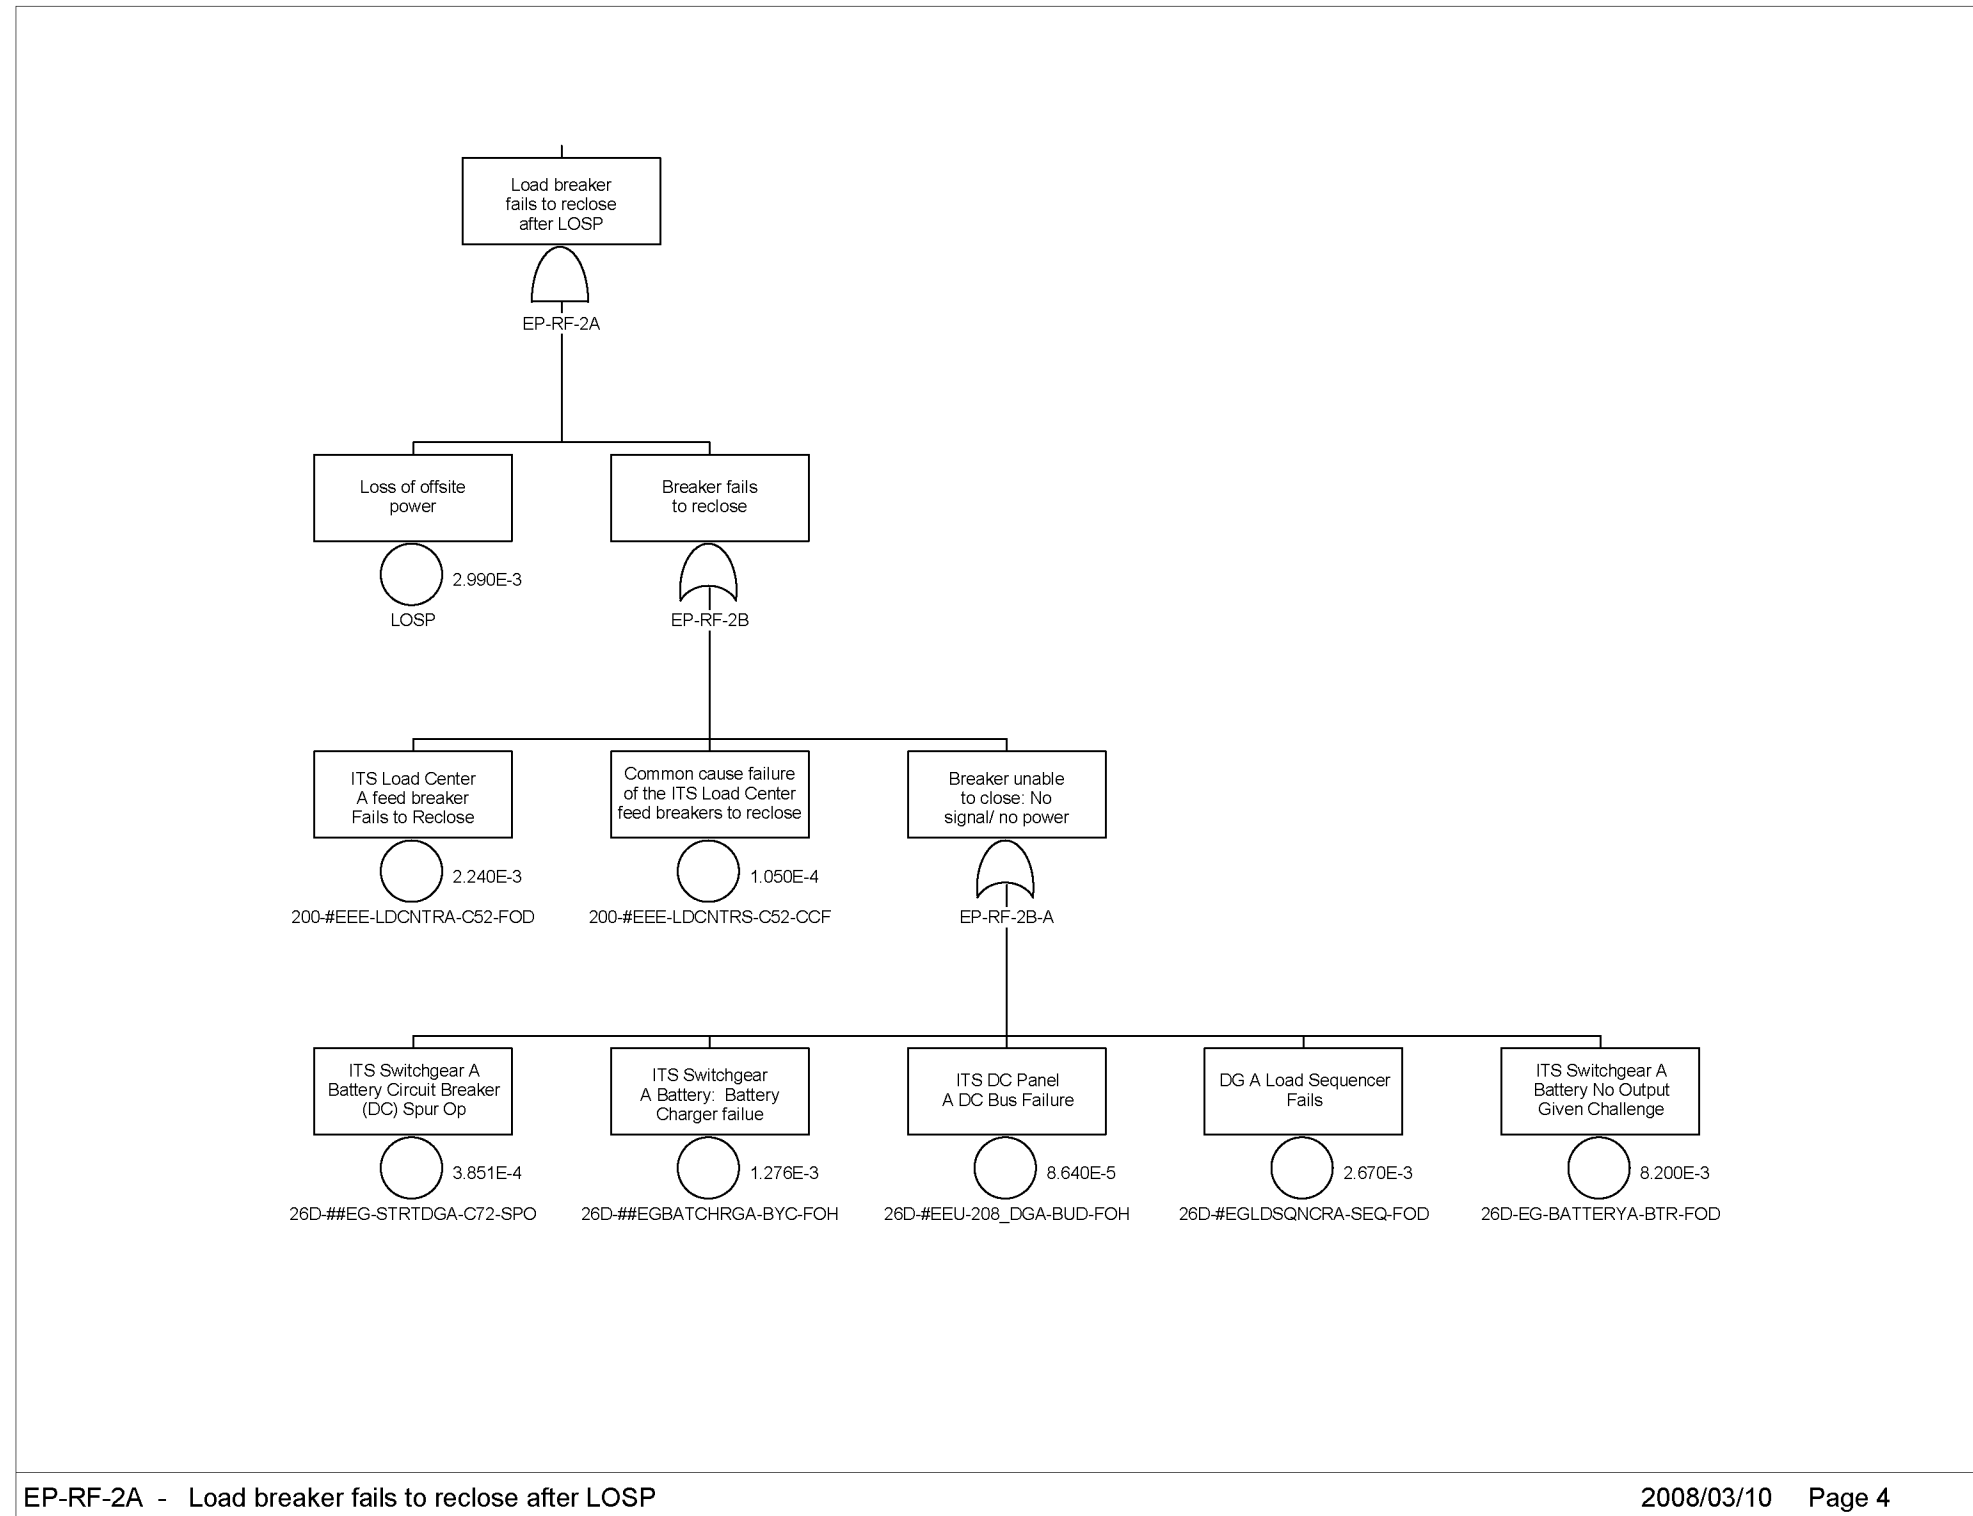 Load breaker
fails to reclose
after LOSP
EP-RF-2A
Loss of offsite
power
2.990E-3
LOSP
Breaker fails
to reclose
EP-RF-2B
ITS Load Center
A feed breaker
Fails to Reclose
2.240E-3
200-#EEE-LDCNTRA-C52-FOD
Common cause failure
of the ITS Load Center
feed breakers to reclose
1.050E-4
200-#EEE-LDCNTRS-C52-CCF
Breaker unable
to close: No
signal/ no power
EP-RF-2B-A
ITS Switchgear A
Battery Circuit Breaker
(DC) Spur Op
3.851E-4
26D-##EG-STRTDGA-C72-SPO
ITS Switchgear
A Battery: Battery
Charger failue
1.276E-3
26D-##EGBATCHRGA-BYC-FOH
ITS DC Panel
A DC Bus Failure
8.640E-5
26D-#EEU-208_DGA-BUD-FOH
DG A Load Sequencer
Fails
2.670E-3
26D-#EGLDSQNCRA-SEQ-FOD
ITS Switchgear A
Battery No Output
Given Challenge
8.200E-3
26D-EG-BATTERYA-BTR-FOD
EP-RF-2A - Load breaker fails to reclose after LOSP
2008/03/10 Page 4